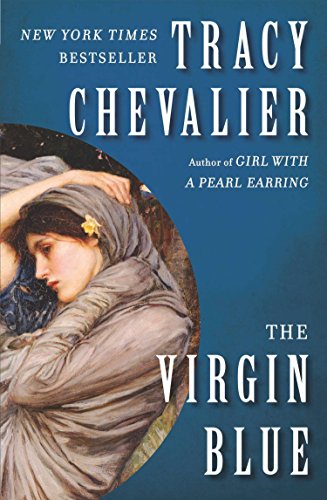 NEW YORK TIMES
BESTSELLER
TRACY
CHEVALIER
Author of GIRL WITH
A PEARL EARRING
THE
VIRGIN
BLUE